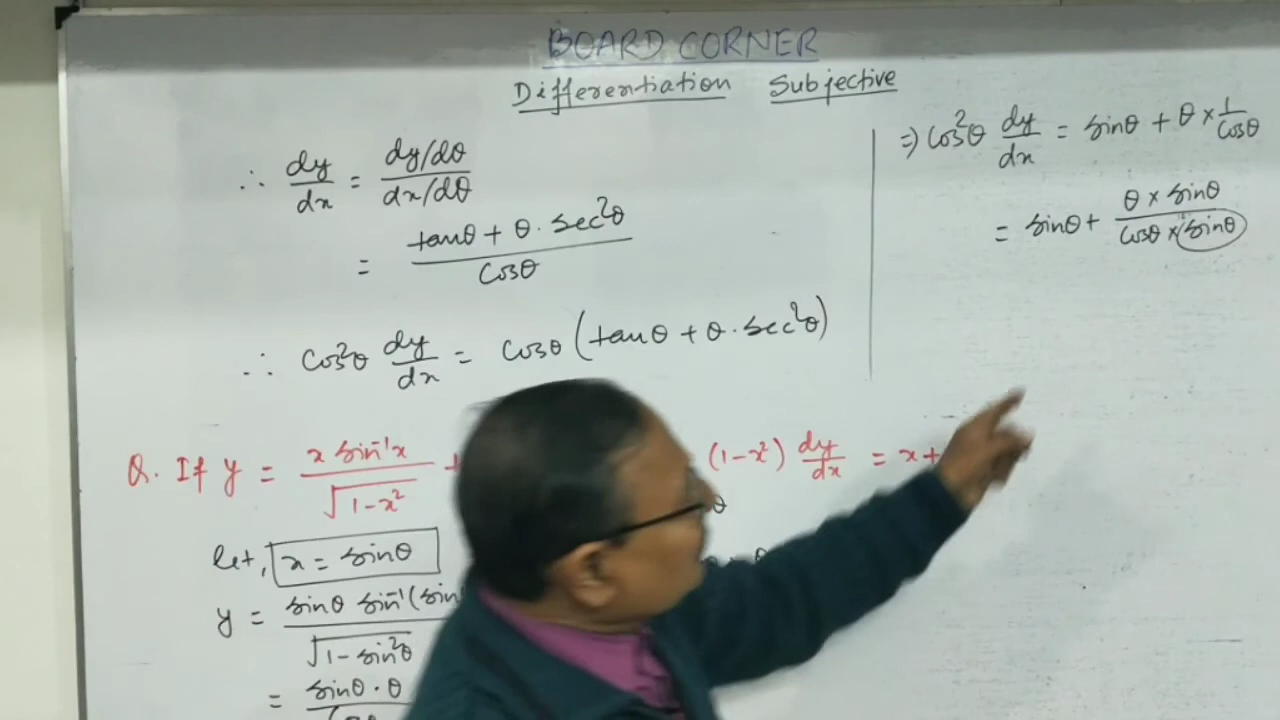 BOARD CORNER
Differentiation Subjective
∴ dy/dx = (dy/dθ)/(dx/dθ)
= (tanθ + θ · sec²θ)/cosθ
∴ cos²θ dy/dx = cosθ (tanθ + θ · sec²θ)
⇒ cos²θ dy/dx = sinθ + θ × 1/cosθ
= sinθ + (θ × sinθ)/(cosθ × sinθ)
Q. If y = (x sin⁻¹x)/√(1-x²) (1-x²) dy/dx = x +
let, x = sinθ
y = (sinθ sin⁻¹(sin)/√(1-sin²θ)
= (sinθ · θ)/